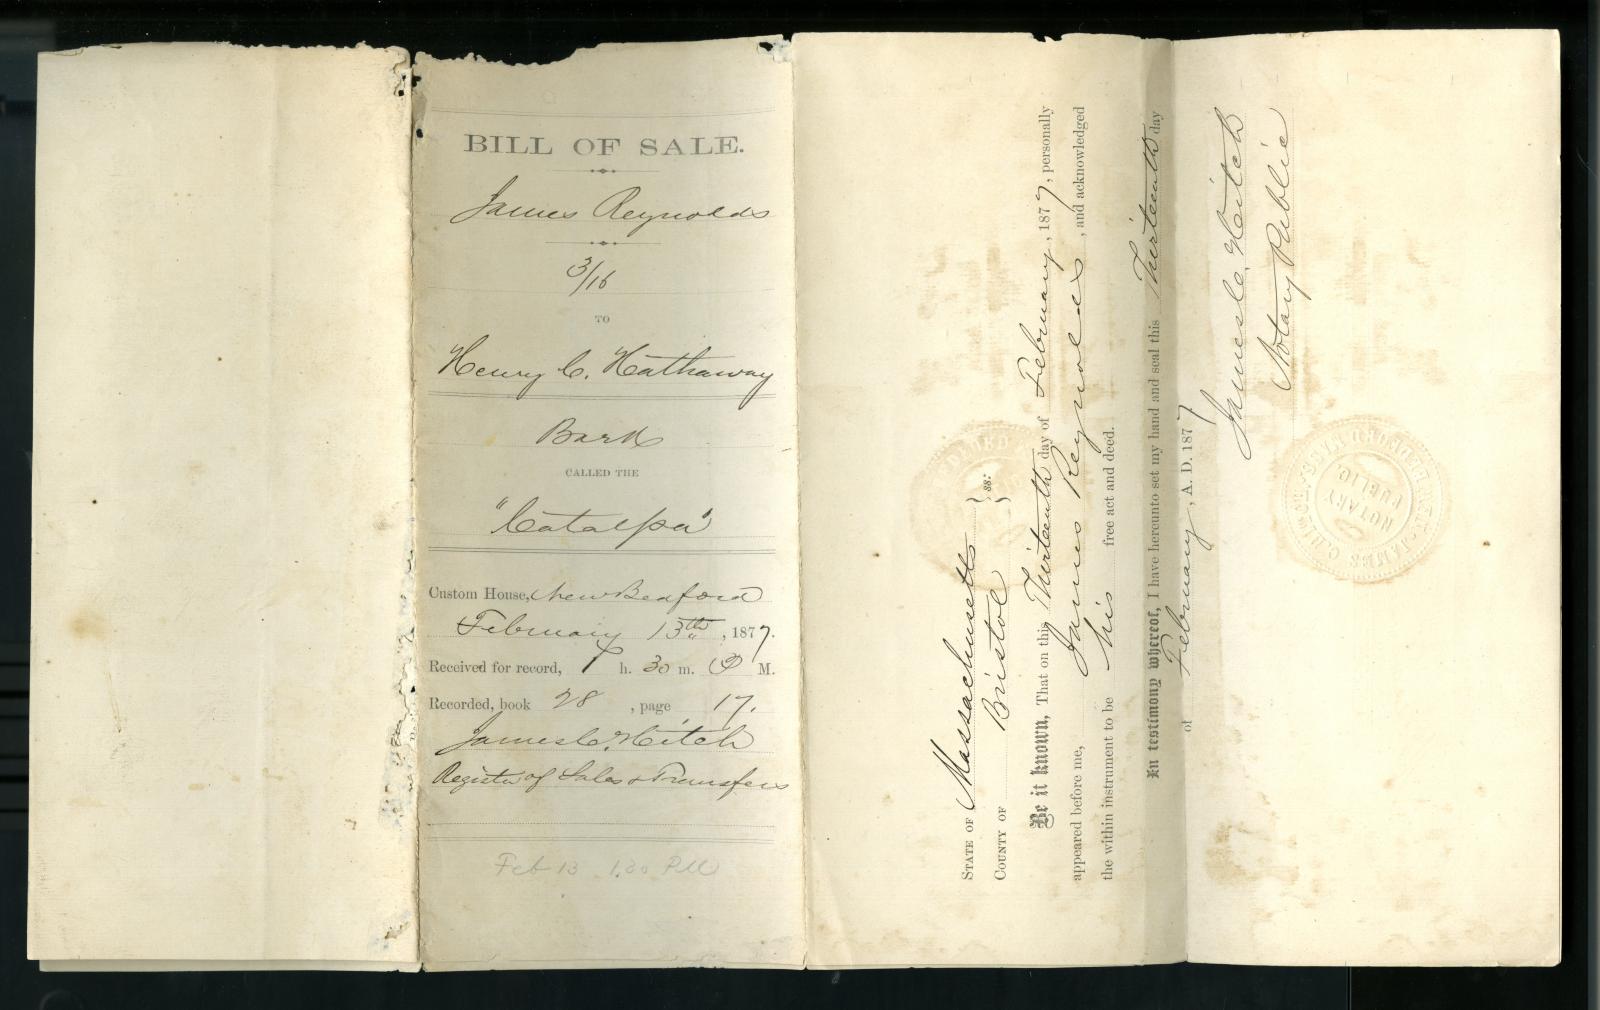 BILL OF SALE.
James Reynolds
3/16
TO
Henry C. Hathaway
Bark
CALLED THE
"Catalpa"
Custom House, New Bedford
February 13th, 1877.
Received for record, 1 h. 30 m. P M.
Recorded, book 28, page 17.
James C. Hitch
Register of Sales & Transfers
Feb 13 1.30 PM
STATE OF Massachusetts
COUNTY OF Bristol } ss:
Be it known, That on this Thirteenth day of February, 1877, personally
appeared before me, James Reynolds, and acknowledged
the within instrument to be his free act and deed.
In testimony whereof, I have hereunto set my hand and seal this Thirteenth day
of February, A. D. 1877
James C. Hitch
Notary Public
NOTARY
PUBLIC